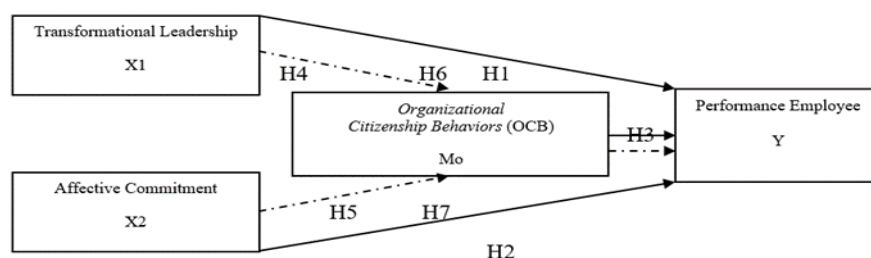 Transformational Leadership
X1
H4
H6
H1
Organizational
Citizenship Behaviors (OCB)
Mo
H3
Performance Employee
Y
Affective Commitment
X2
H5
H7
H2